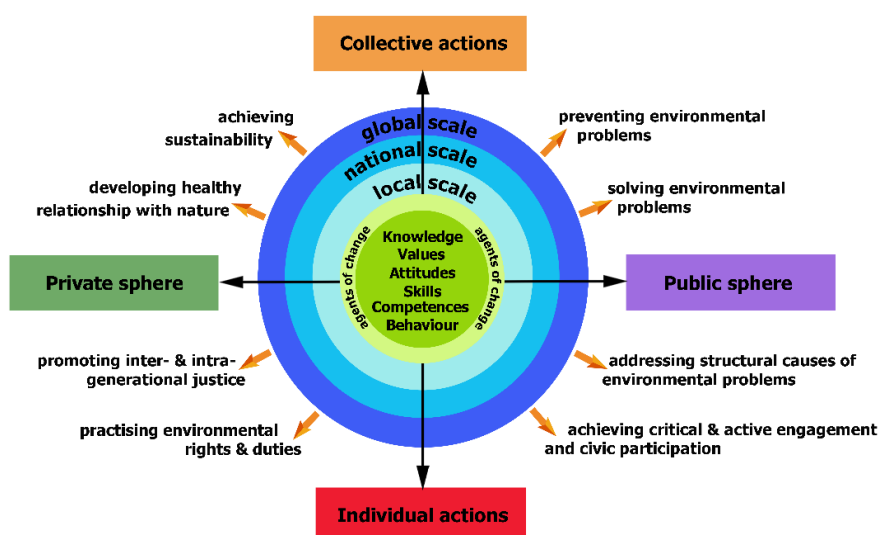 Collective actions
achieving
sustainability
preventing environmental
problems
global scale
national scale
local scale
developing healthy
relationship with nature
solving environmental
problems
agents of change
agents of change
Knowledge
Values
Attitudes
Skills
Competences
Behaviour
Private sphere
Public sphere
promoting inter- & intra-
generational justice
addressing structural causes of
environmental problems
practising environmental
rights & duties
achieving critical & active engagement
and civic participation
Individual actions